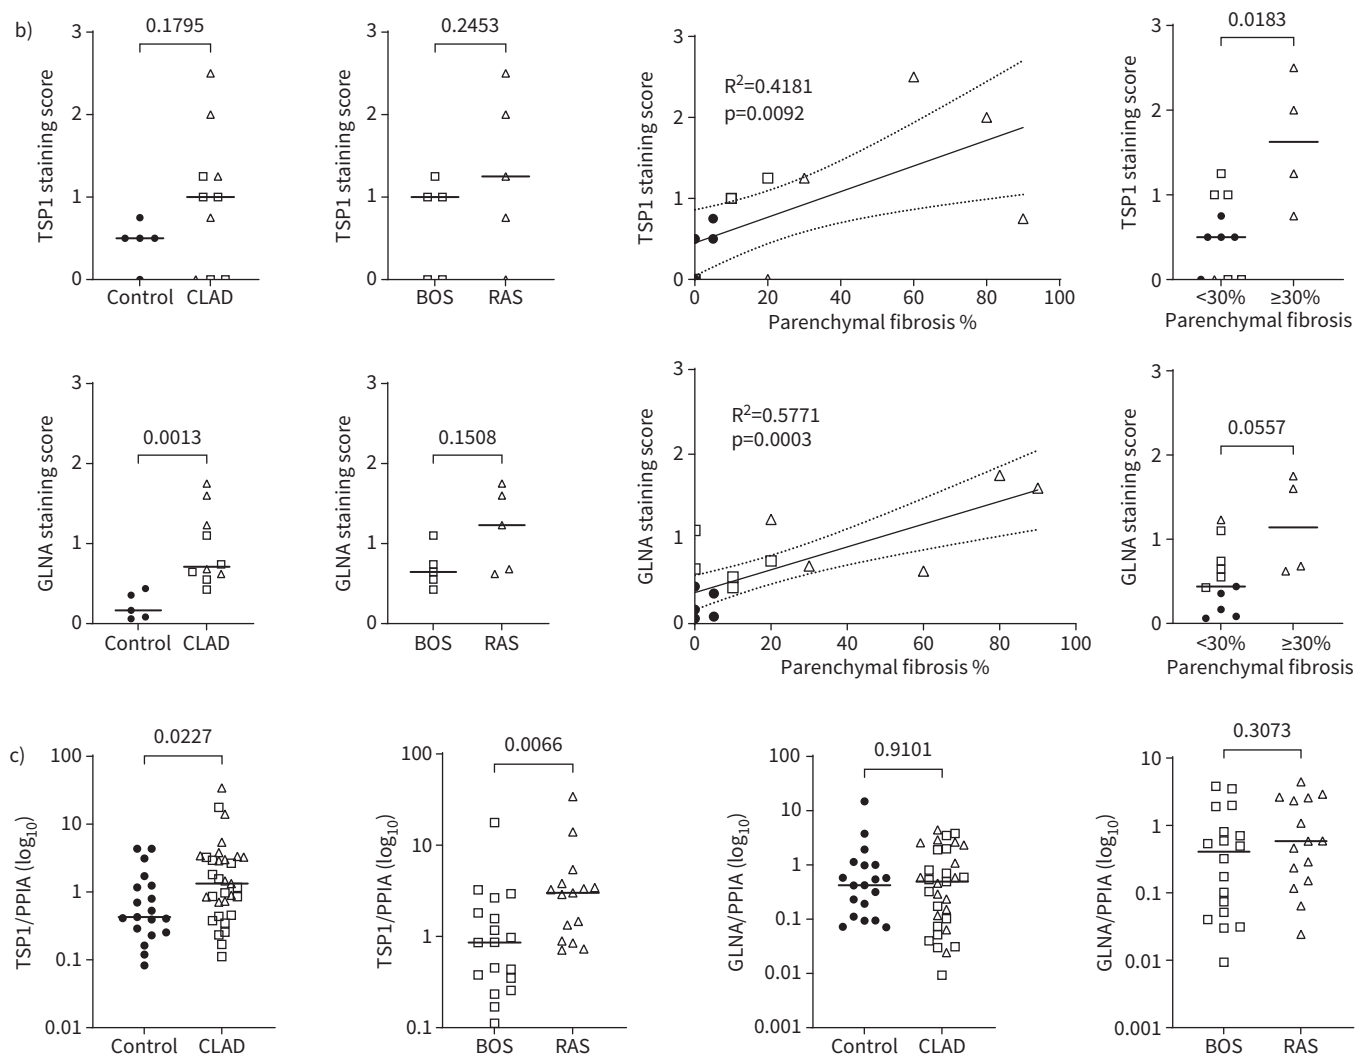 b)
0.1795
3
2
1
0
TSP1 staining score
Control CLAD
0.2453
3
2
1
0
TSP1 staining score
BOS RAS
R²=0.4181
p=0.0092
3
2
1
0
TSP1 staining score
0 20 40 60 80 100
Parenchymal fibrosis %
0.0183
3
2
1
0
TSP1 staining score
<30% ≥30%
Parenchymal fibrosis
0.0013
3
2
1
0
GLNA staining score
Control CLAD
0.1508
3
2
1
0
GLNA staining score
BOS RAS
R²=0.5771
p=0.0003
3
2
1
0
GLNA staining score
0 20 40 60 80 100
Parenchymal fibrosis %
0.0557
3
2
1
0
GLNA staining score
<30% ≥30%
Parenchymal fibrosis
c)
0.0227
100
10
1
0.1
0.01
TSP1/PPIA (log₁₀)
Control CLAD
0.0066
100
10
1
0.1
TSP1/PPIA (log₁₀)
BOS RAS
0.9101
100
10
1
0.1
0.01
0.001
GLNA/PPIA (log₁₀)
Control CLAD
0.3073
10
1
0.1
0.01
0.001
GLNA/PPIA (log₁₀)
BOS RAS